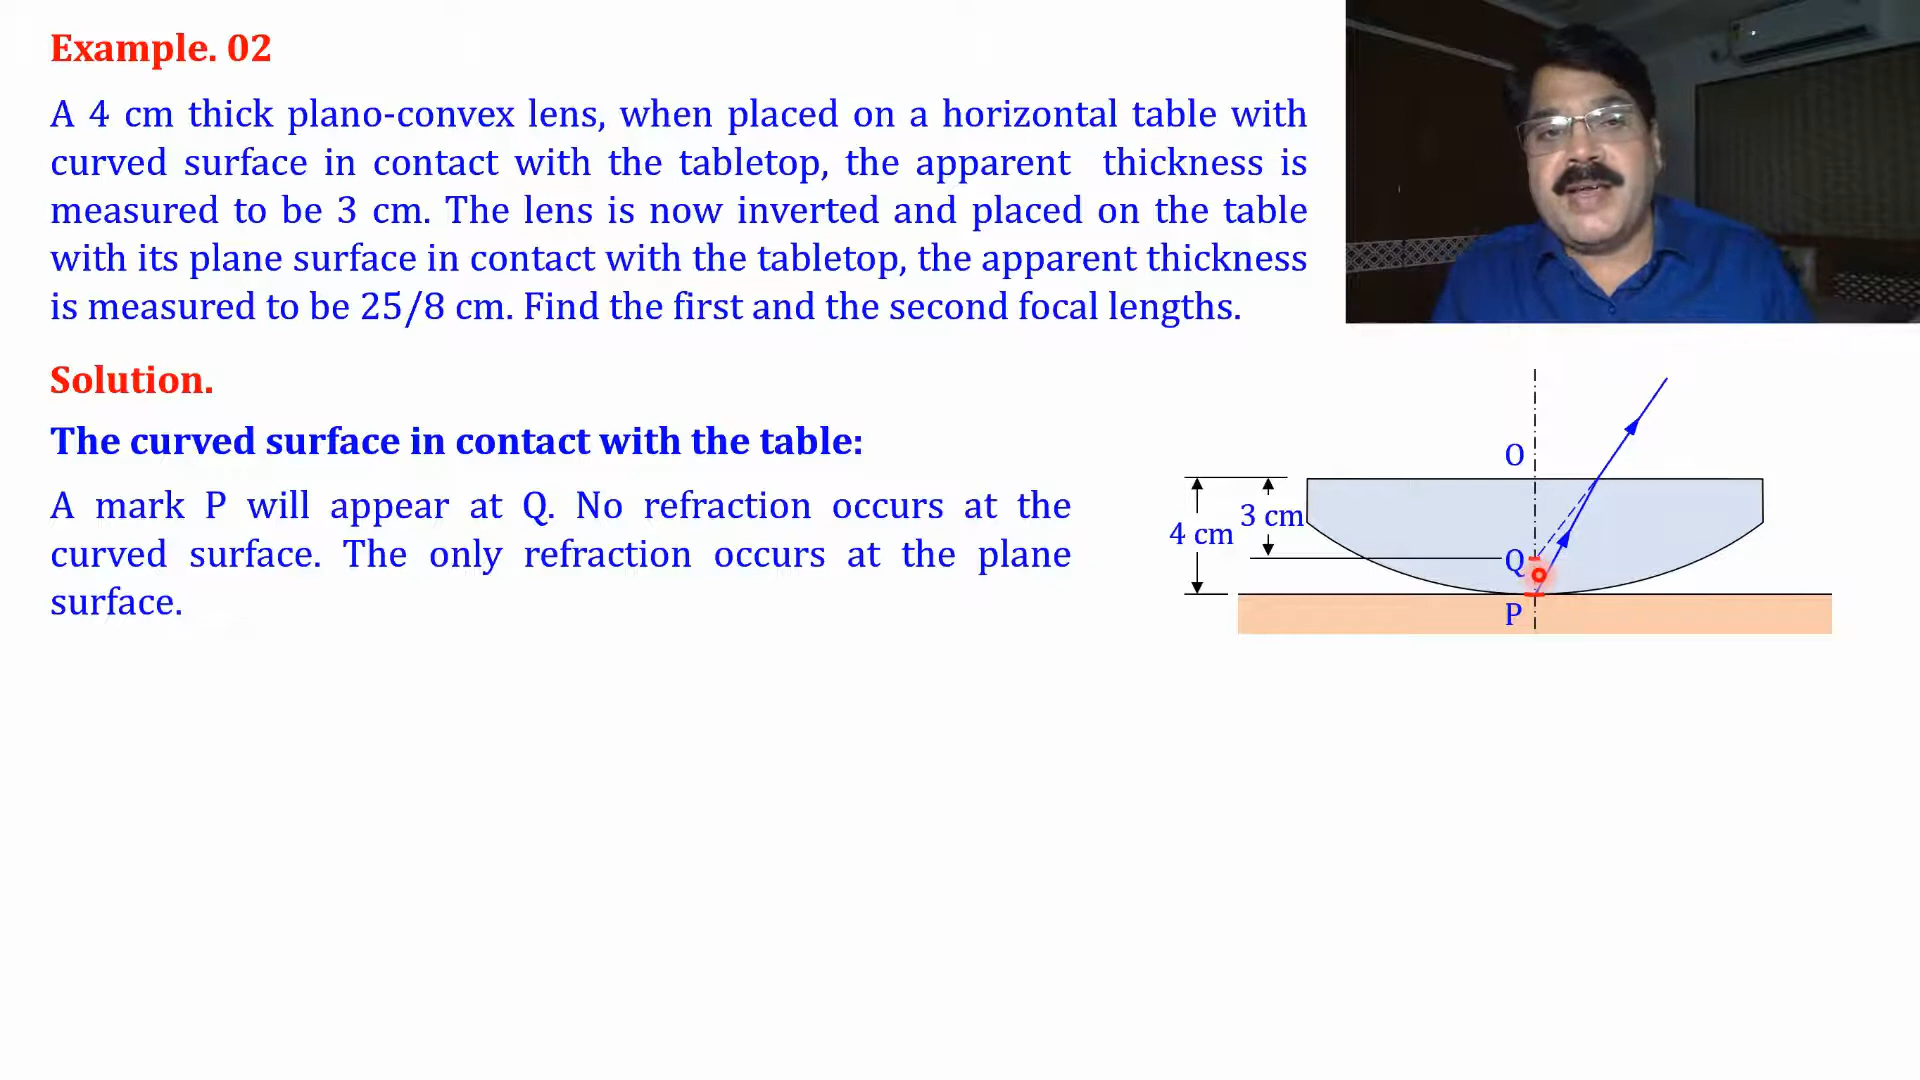 Example. 02
A 4 cm thick plano-convex lens, when placed on a horizontal table with
curved surface in contact with the tabletop, the apparent thickness is
measured to be 3 cm. The lens is now inverted and placed on the table
with its plane surface in contact with the tabletop, the apparent thickness
is measured to be 25/8 cm. Find the first and the second focal lengths.
Solution.
The curved surface in contact with the table:
A mark P will appear at Q. No refraction occurs at the
curved surface. The only refraction occurs at the plane
surface.
O
4 cm
3 cm
Q
P